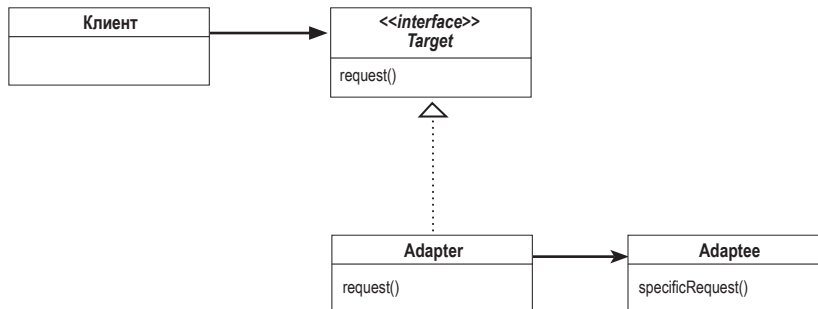 Клиент
<<interface>>
Target
request()
Adapter
request()
Adaptee
specificRequest()